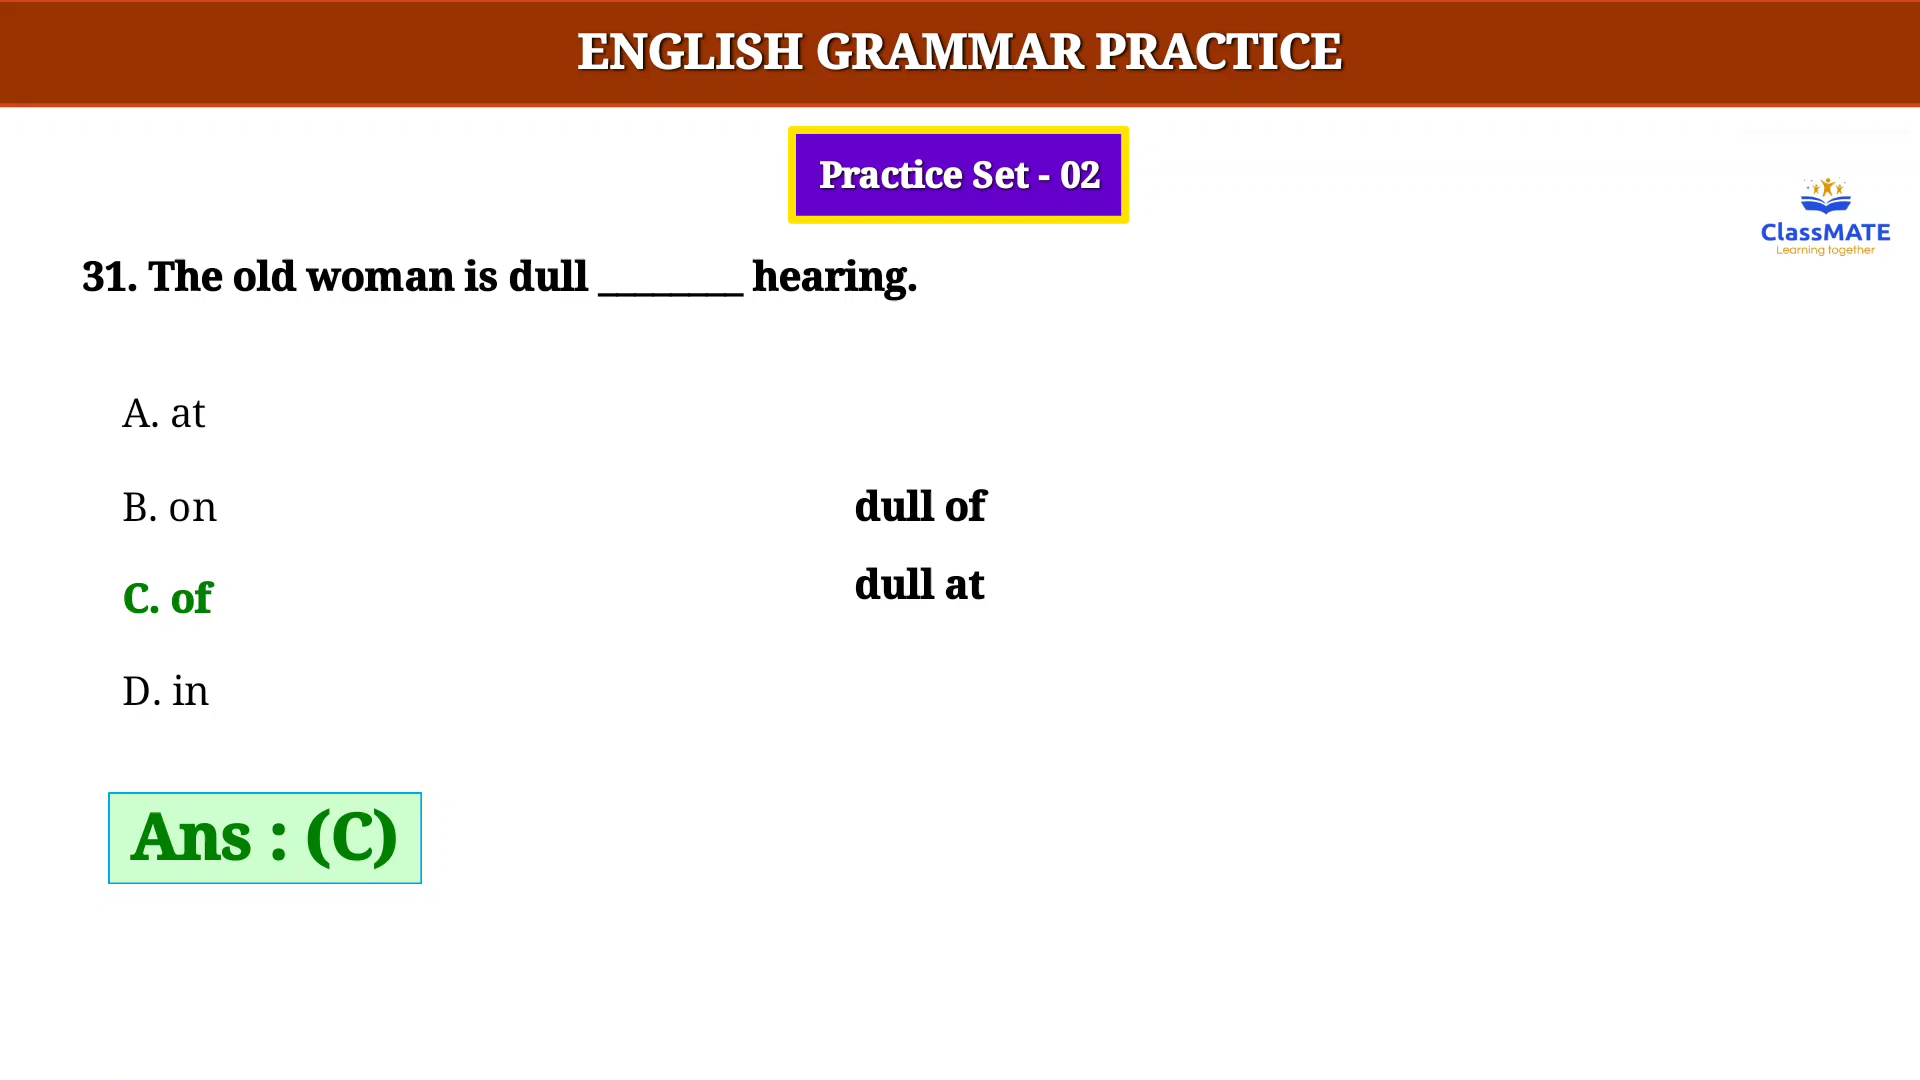 ENGLISH GRAMMAR PRACTICE
Practice Set - 02
ClassMATE
Learning together
31. The old woman is dull ________ hearing.
A. at
B. on
C. of
D. in
dull of
dull at
Ans : (C)